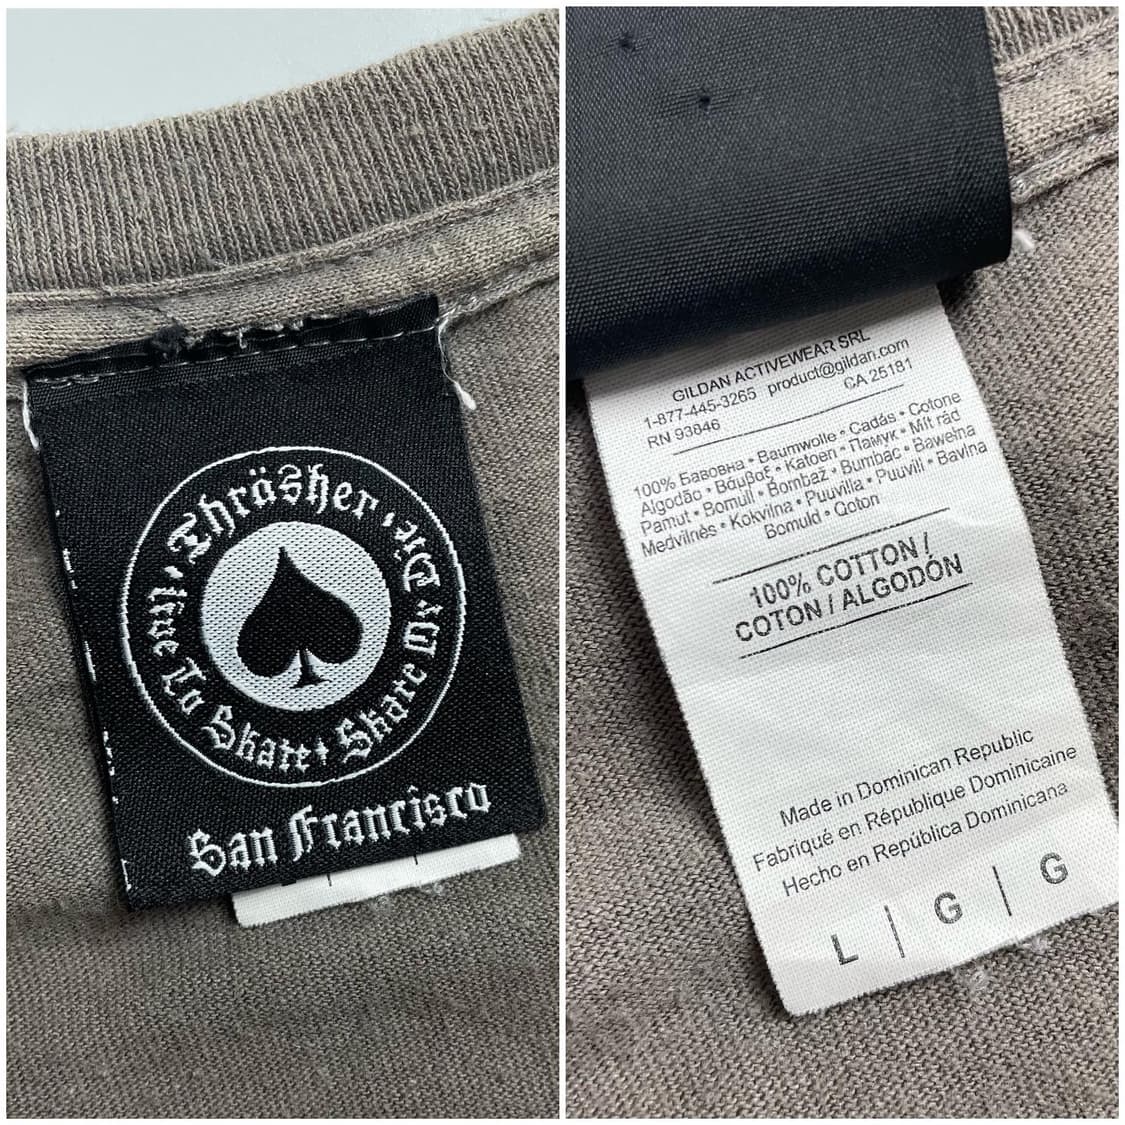 Thräsher
Live To Skate
Skate Or Die
San Francisco
GILDAN ACTIVEWEAR SRL
1-877-445-3265 product@gildan.com
RN 93846 CA 25181
100% Бавовна • Baumwolle • Cadás • Cotone
Algodão • Βάμβαξ • Katoen • Памук • Mït rád
Pamut • Bomull • Bombaž • Bumbac • Bawełna
Medvilnės • Kokvilna • Puuvilla • Puuvill • Bavlna
Bomuld • Qoton
100% COTTON /
COTON / ALGODÓN
Made in Dominican Republic
Fabriqué en République Dominicaine
Hecho en República Dominicana
L | G | G